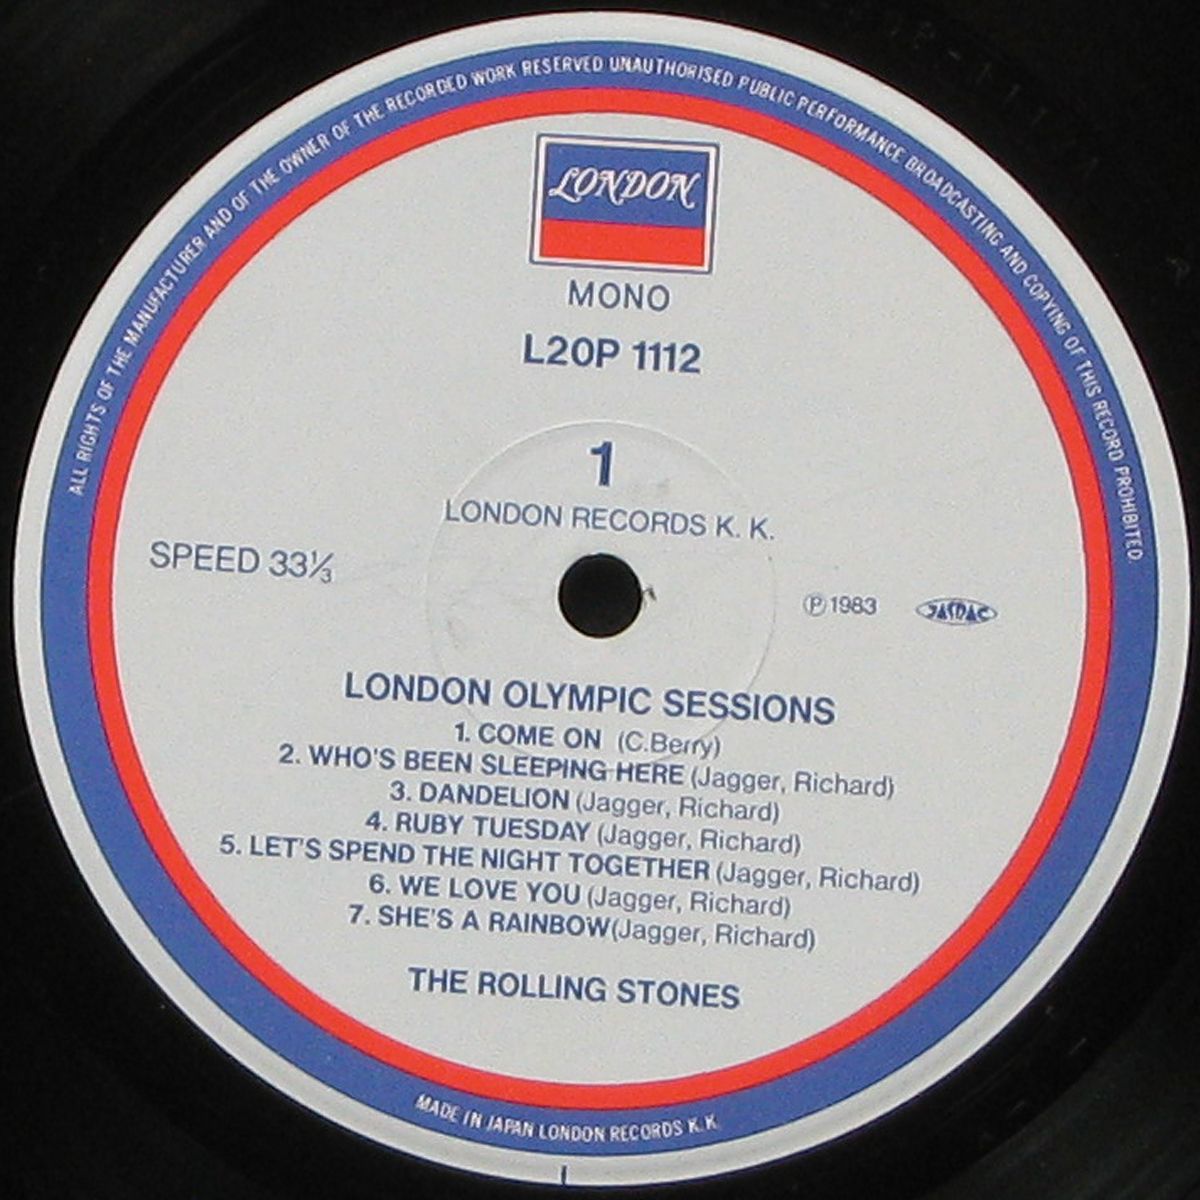 ALL RIGHTS OF THE MANUFACTURER AND OF THE OWNER OF THE RECORDED WORK RESERVED UNAUTHORISED PUBLIC PERFORMANCE BROADCASTING AND COPYING OF THIS RECORD PROHIBITED.
LONDON
MONO
L20P 1112
1
LONDON RECORDS K. K.
SPEED 33⅓
Ⓟ1983
JASRAC
LONDON OLYMPIC SESSIONS
1. COME ON (C.Berry)
2. WHO'S BEEN SLEEPING HERE (Jagger, Richard)
3. DANDELION (Jagger, Richard)
4. RUBY TUESDAY (Jagger, Richard)
5. LET'S SPEND THE NIGHT TOGETHER (Jagger, Richard)
6. WE LOVE YOU (Jagger, Richard)
7. SHE'S A RAINBOW(Jagger, Richard)
THE ROLLING STONES
MADE IN JAPAN LONDON RECORDS K.K